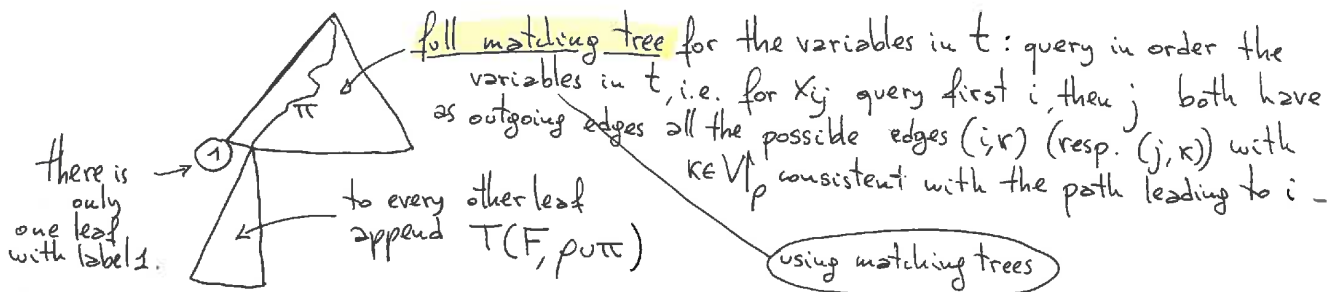 full matching tree for the variables in t : query in order the
variables in t, i.e. for Xij query first i, then j both have
as outgoing edges all the possible edges (i,κ) (resp. (j,κ)) with
κ∈V|ρ consistent with the path leading to i -
π
1
there is
only
one leaf
with label 1.
to every other leaf
append T(F, ρ∪π)
using matching trees